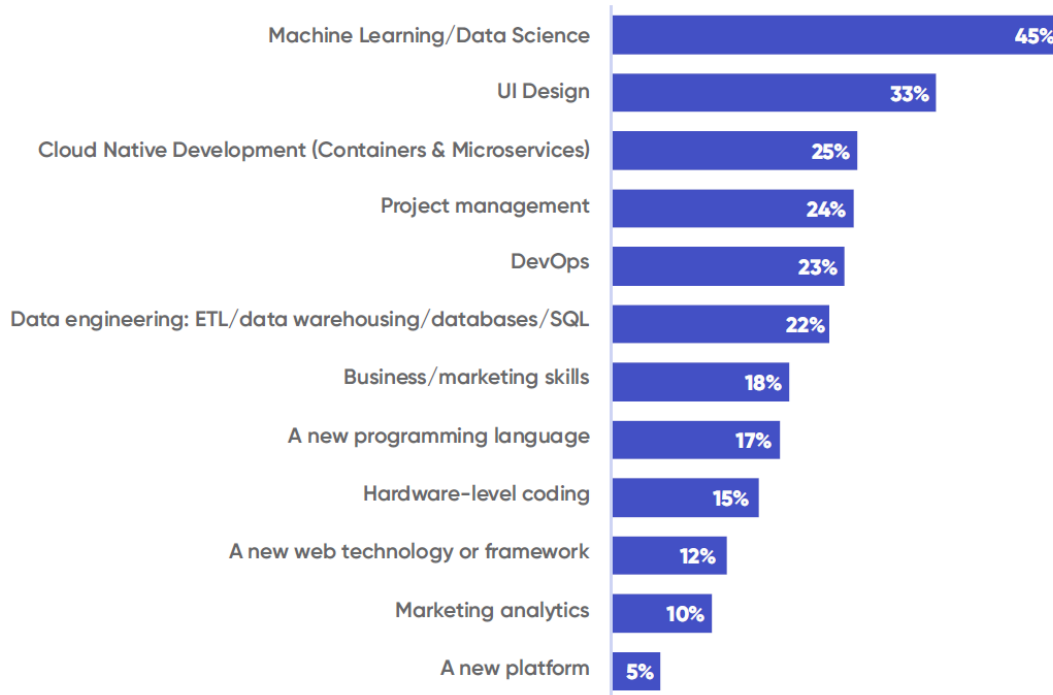 Machine Learning/Data Science 45%
UI Design 33%
Cloud Native Development (Containers & Microservices) 25%
Project management 24%
DevOps 23%
Data engineering: ETL/data warehousing/databases/SQL 22%
Business/marketing skills 18%
A new programming language 17%
Hardware-level coding 15%
A new web technology or framework 12%
Marketing analytics 10%
A new platform 5%